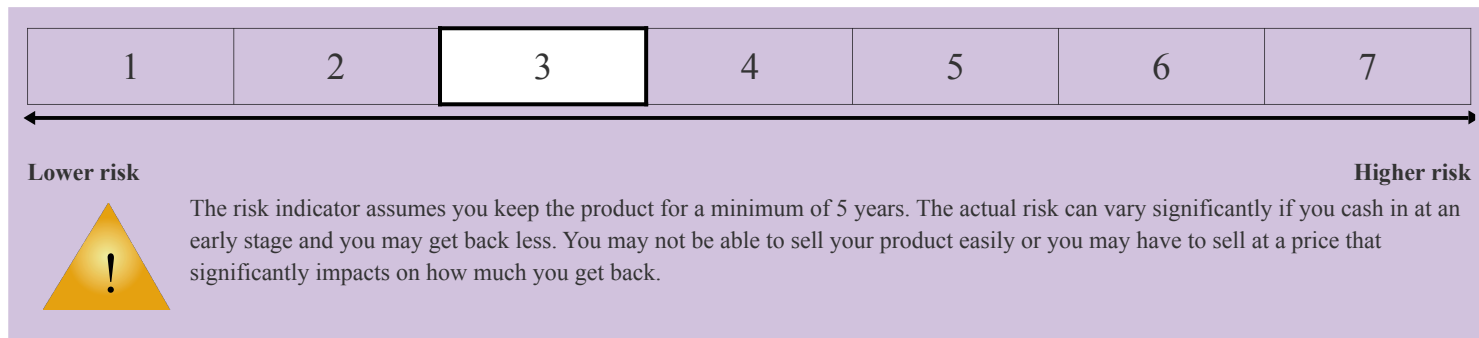 1 2 3 4 5 6 7
Lower risk Higher risk
The risk indicator assumes you keep the product for a minimum of 5 years. The actual risk can vary significantly if you cash in at an
early stage and you may get back less. You may not be able to sell your product easily or you may have to sell at a price that
significantly impacts on how much you get back.
!